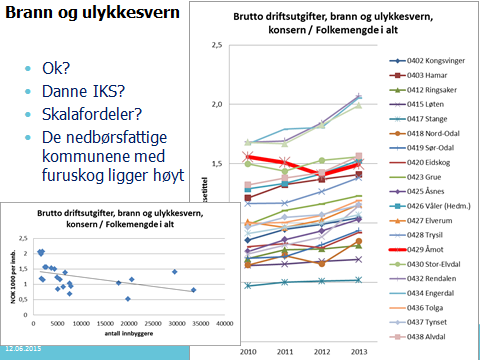 Brann og ulykkesvern
Ok?
Danne IKS?
Skalafordeler?
De nedbørsfattige
kommunene med
furuskog ligger høyt
Brutto driftsutgifter, brann og ulykkesvern,
konsern / Folkemengde i alt
NOK 1000 per innb.
2,5
2
1,5
1
0,5
0
0
5000
10000
15000
20000
25000
30000
35000
40000
antall innbyggere
12.06.2015
Brutto driftsutgifter, brann og ulykkesvern,
konsern / Folkemengde i alt
2,5
2,0
1,5
1,0
0,5
0,0
2010
2011
2012
2013
0402 Kongsvinger
0403 Hamar
0412 Ringsaker
0415 Løten
0417 Stange
0418 Nord-Odal
0419 Sør-Odal
0420 Eidskog
0423 Grue
0425 Åsnes
0426 Våler (Hedm.)
0427 Elverum
0428 Trysil
0429 Åmot
0430 Stor-Elvdal
0432 Rendalen
0434 Engerdal
0436 Tolga
0437 Tynset
0438 Alvdal